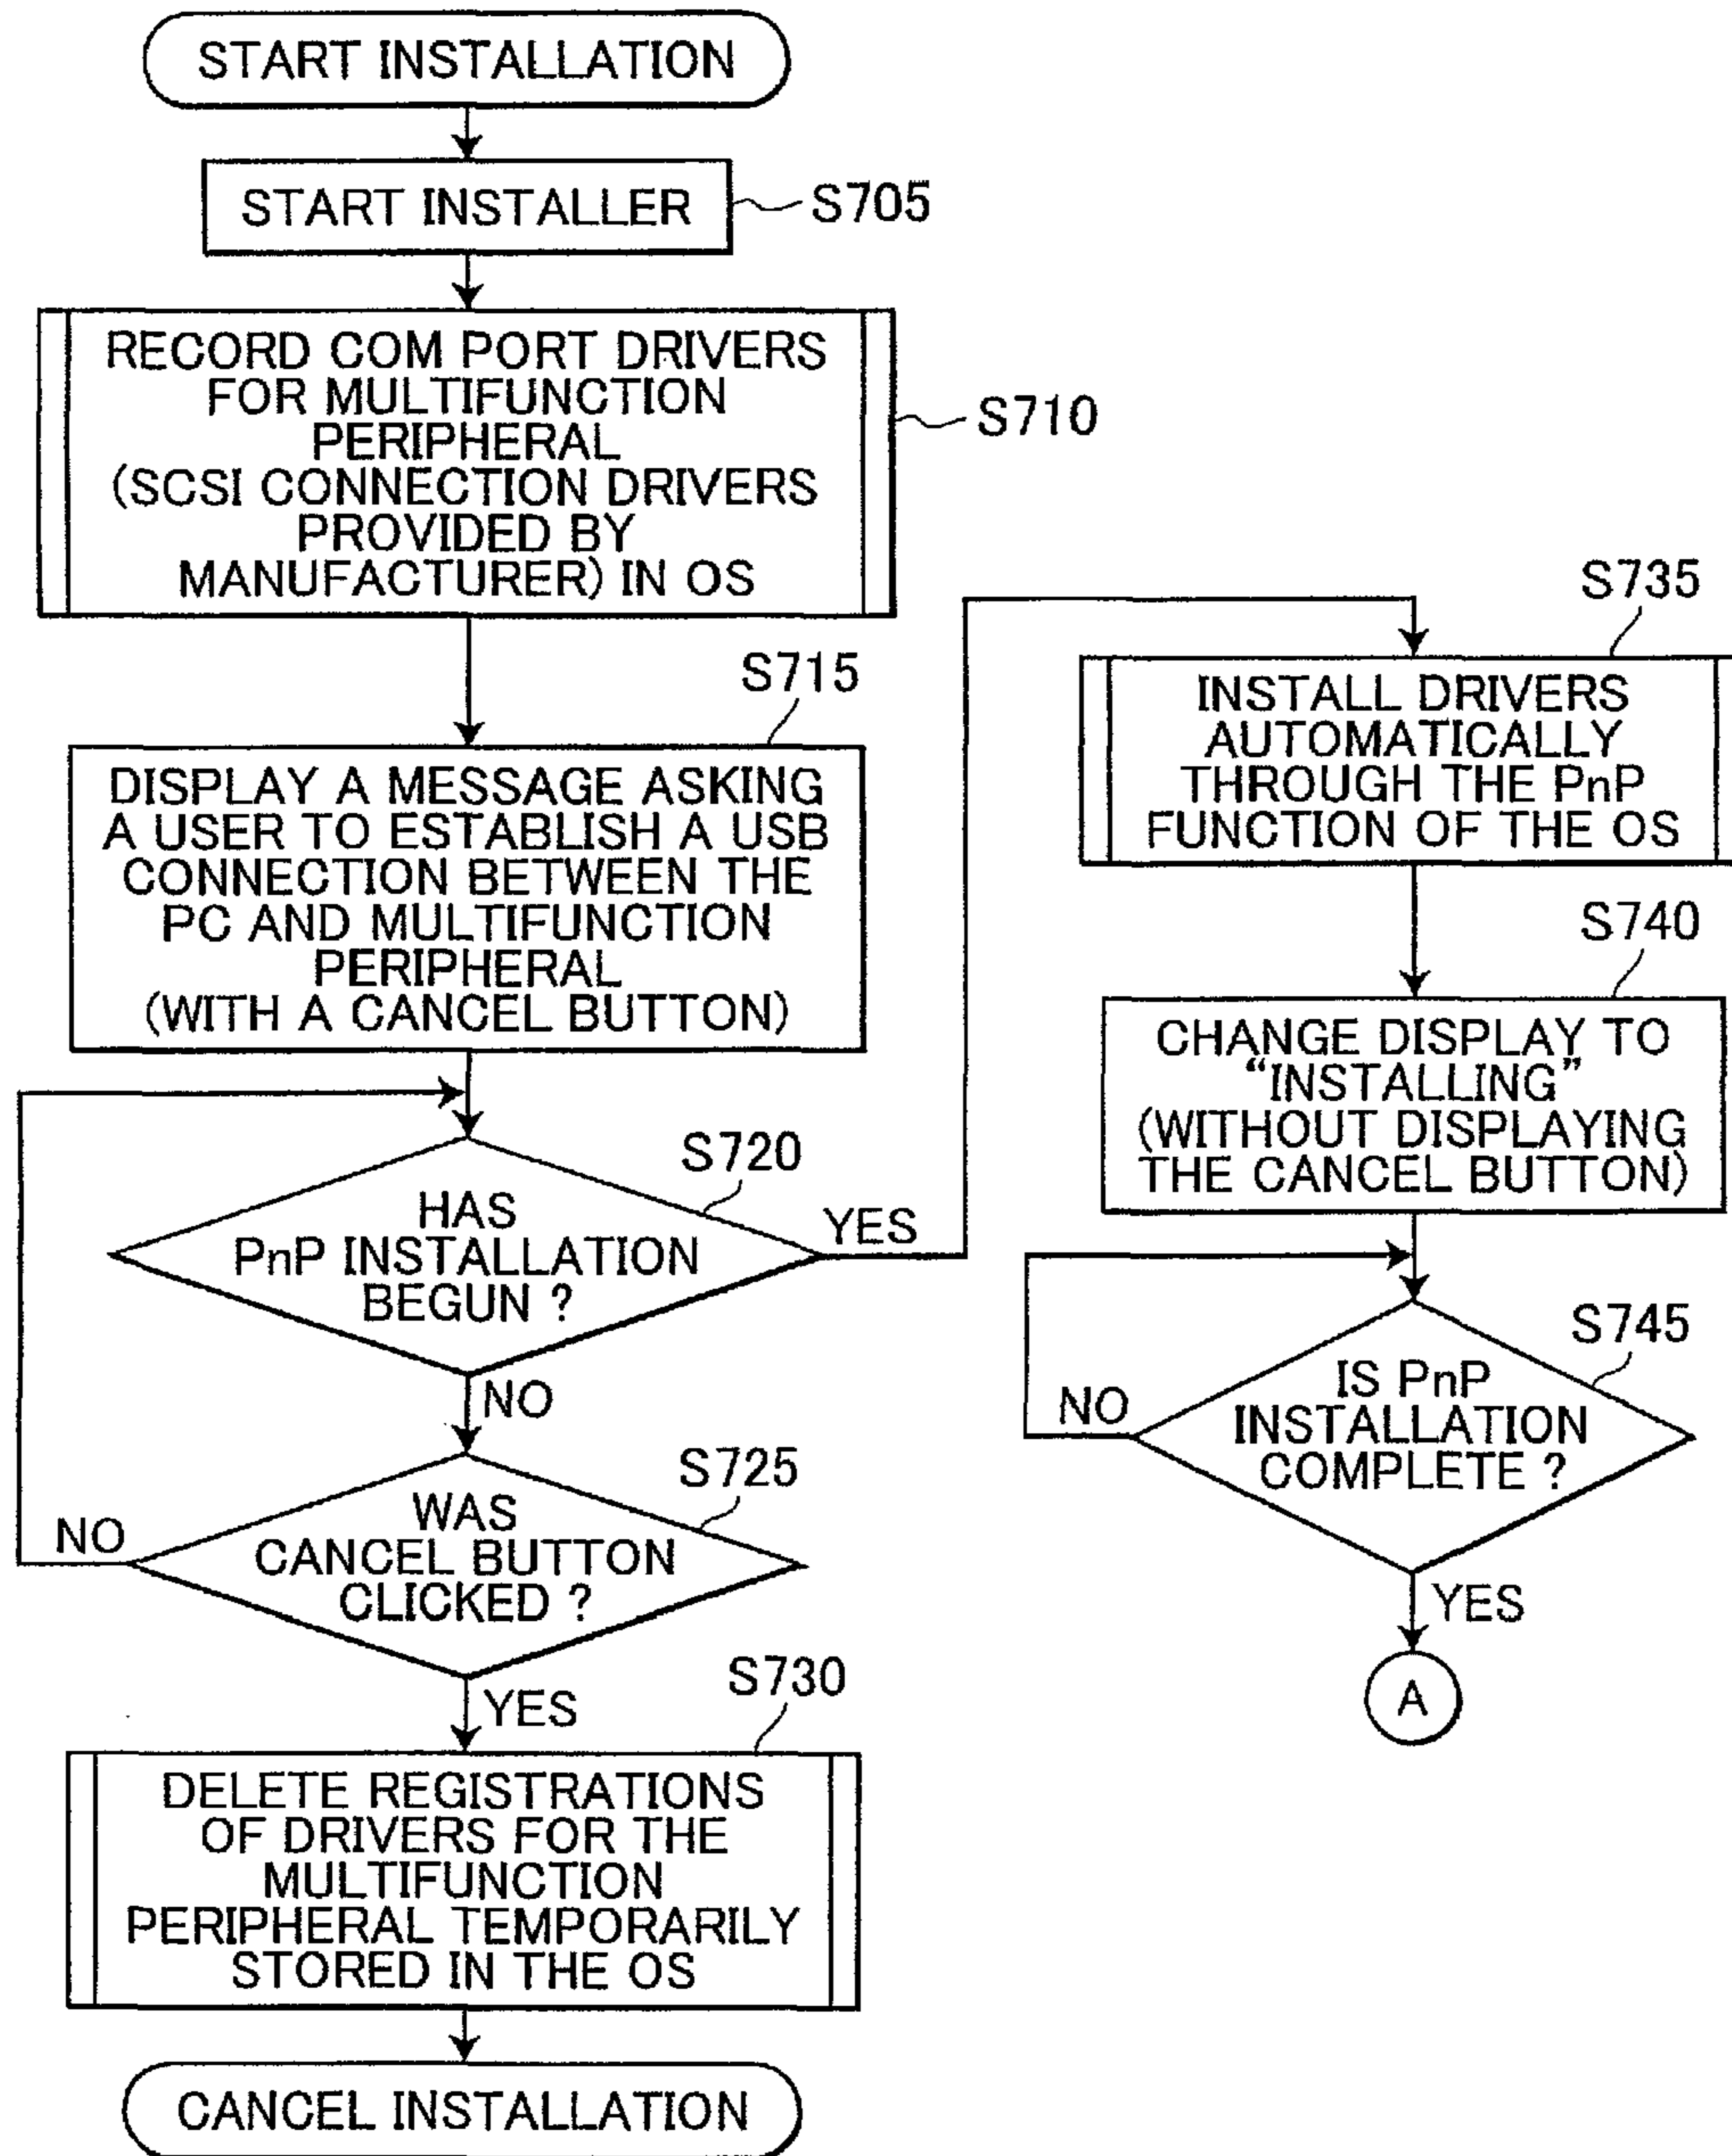 START INSTALLATION
START INSTALLER
S705
RECORD COM PORT DRIVERS
FOR MULTIFUNCTION
PERIPHERAL
(SCSI CONNECTION DRIVERS
PROVIDED BY
MANUFACTURER) IN OS
S710
S715
DISPLAY A MESSAGE ASKING
A USER TO ESTABLISH A USB
CONNECTION BETWEEN THE
PC AND MULTIFUNCTION
PERIPHERAL
(WITH A CANCEL BUTTON)
S720
HAS
PnP INSTALLATION
BEGUN ?
YES
NO
S725
WAS
CANCEL BUTTON
CLICKED ?
NO
YES
S730
DELETE REGISTRATIONS
OF DRIVERS FOR THE
MULTIFUNCTION
PERIPHERAL TEMPORARILY
STORED IN THE OS
CANCEL INSTALLATION
S735
INSTALL DRIVERS
AUTOMATICALLY
THROUGH THE PnP
FUNCTION OF THE OS
S740
CHANGE DISPLAY TO
“INSTALLING”
(WITHOUT DISPLAYING
THE CANCEL BUTTON)
S745
IS PnP
INSTALLATION
COMPLETE ?
NO
YES
A